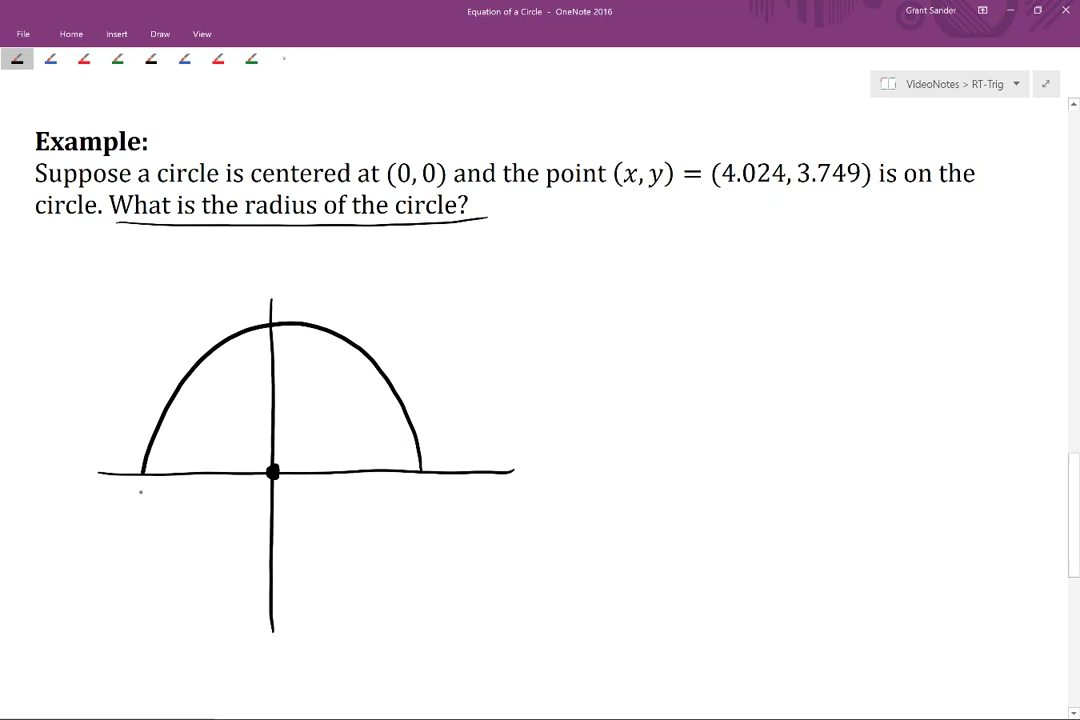 Equation of a Circle - OneNote 2016
Grant Sander
File Home Insert Draw View
VideoNotes > RT-Trig
Example:
Suppose a circle is centered at (0, 0) and the point (x, y) = (4.024, 3.749) is on the
circle. What is the radius of the circle?